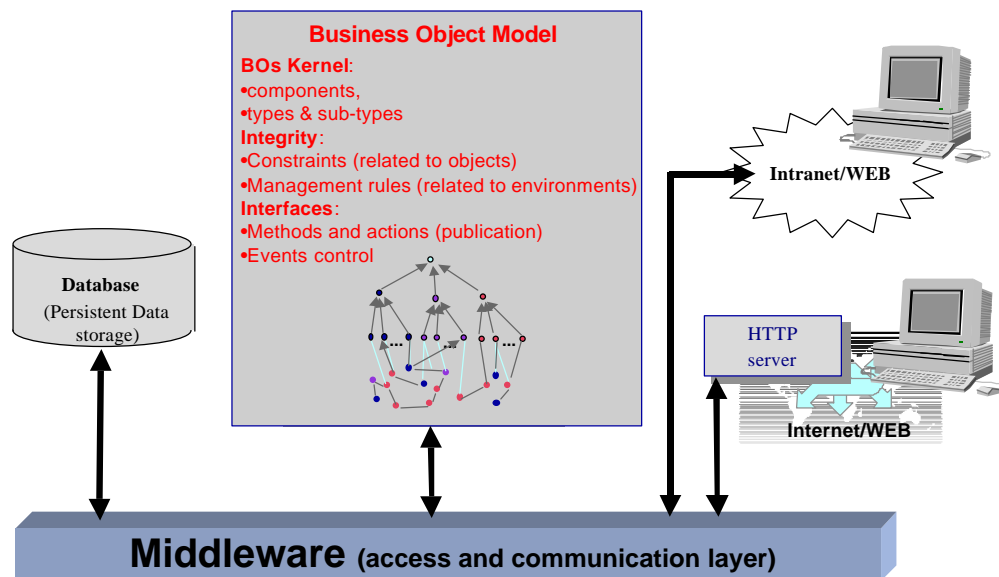 Business Object Model
BOs Kernel:
•components,
•types & sub-types
Integrity:
•Constraints (related to objects)
•Management rules (related to environments)
Interfaces:
•Methods and actions (publication)
•Events control
... ... ...
Database
(Persistent Data
storage)
Intranet/WEB
HTTP
server
Internet/WEB
Middleware (access and communication layer)